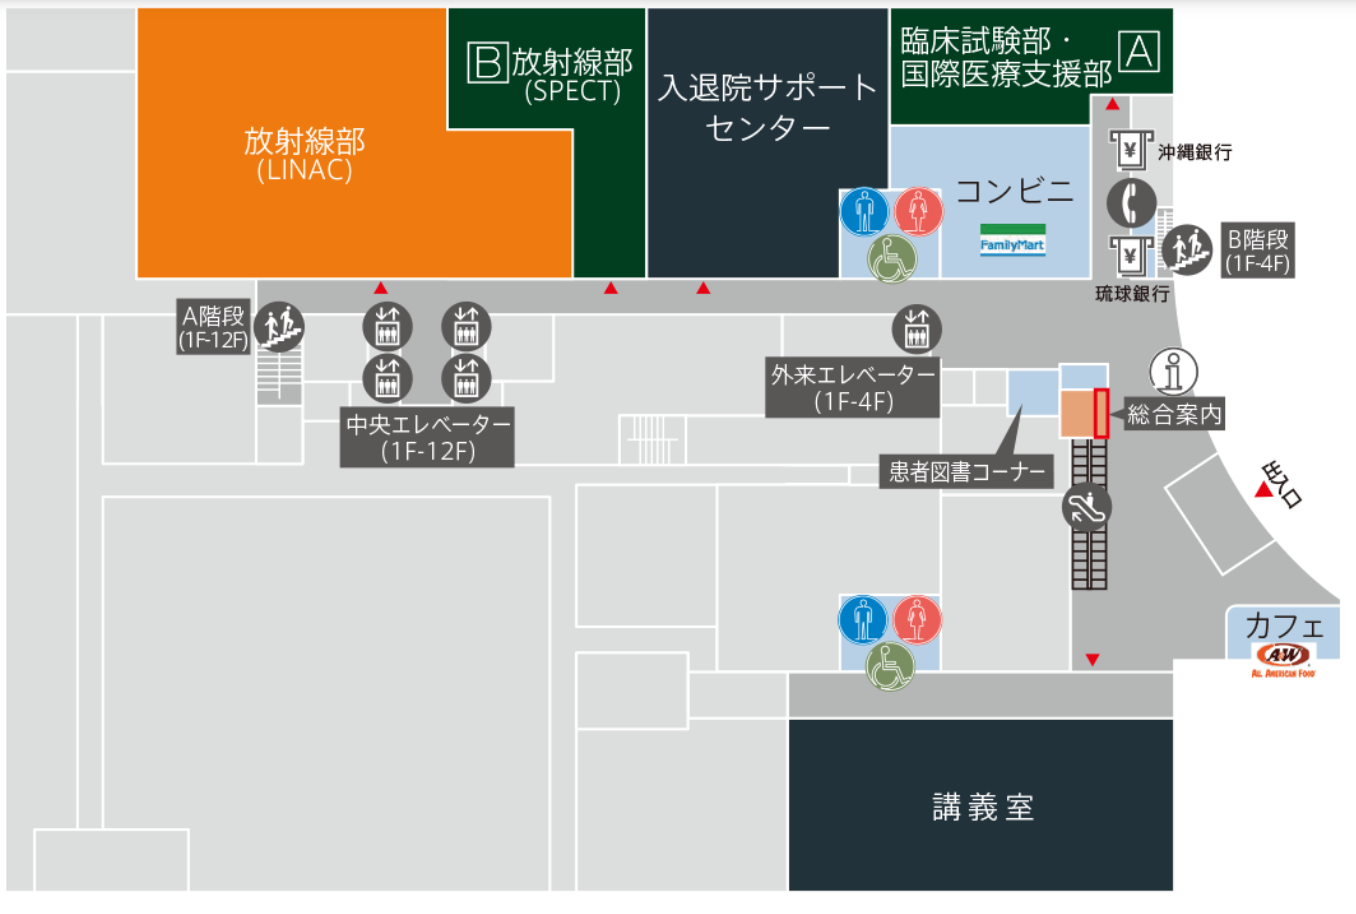 臨床試験部・
国際医療支援部
A
B
放射線部
(SPECT)
入退院サポート
センター
放射線部
(LINAC)
¥
沖縄銀行
コンビニ
FamilyMart
B階段
(1F-4F)
¥
琉球銀行
A階段
(1F-12F)
外来エレベーター
(1F-4F)
i
総合案内
中央エレベーター
(1F-12F)
患者図書コーナー
出入口
カフェ
A&W
ALL AMERICAN FOOD
講義室